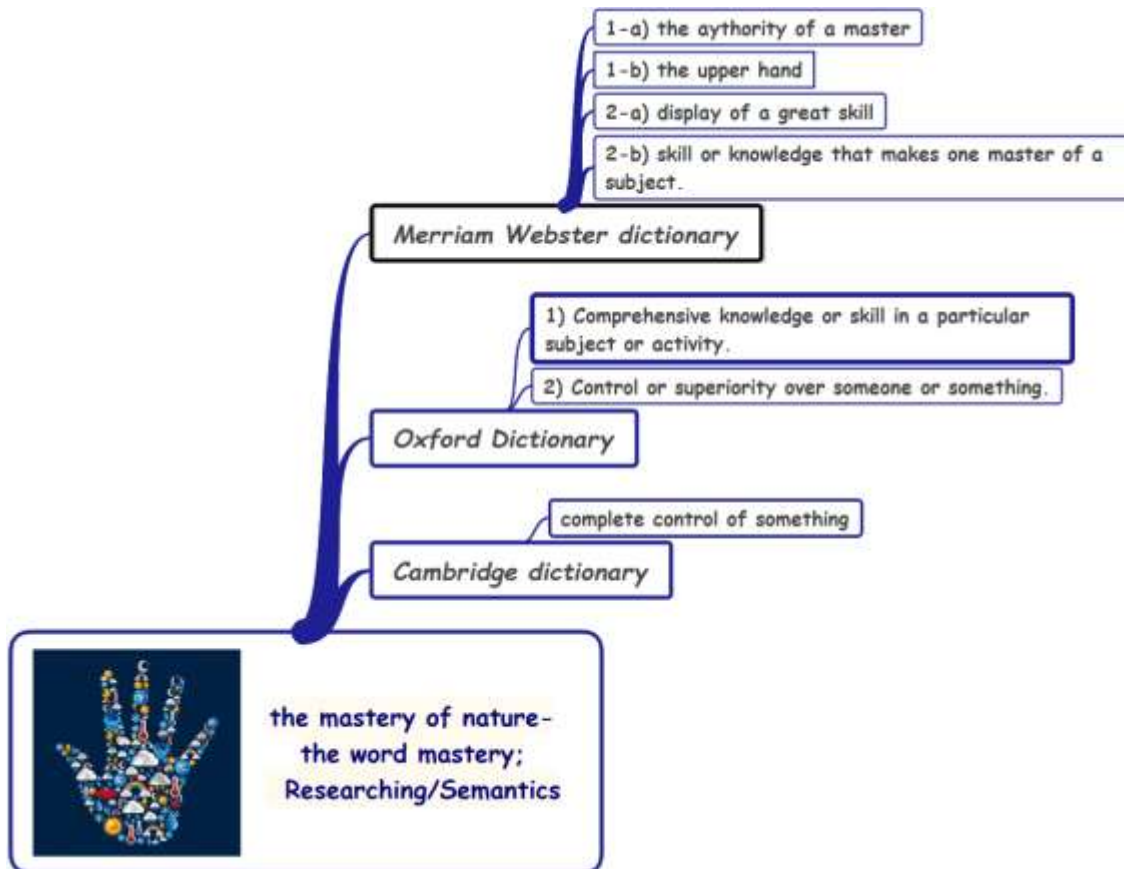 1-a) the aythority of a master
1-b) the upper hand
2-a) display of a great skill
2-b) skill or knowledge that makes one master of a
subject.
Merriam Webster dictionary
1) Comprehensive knowledge or skill in a particular
subject or activity.
2) Control or superiority over someone or something.
Oxford Dictionary
complete control of something
Cambridge dictionary
the mastery of nature-
the word mastery;
Researching/Semantics